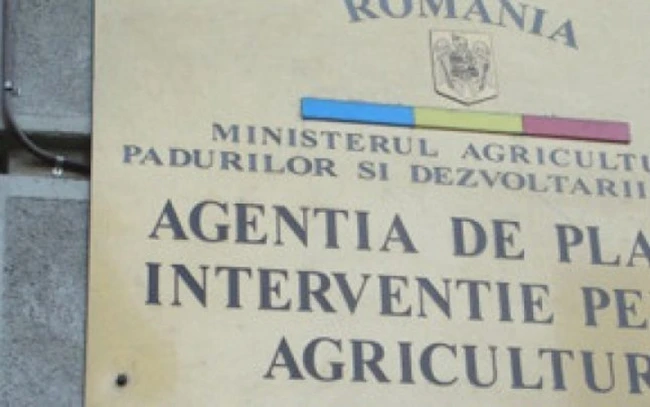 ROMANIA
MINISTERUL AGRICULTU
PADURILOR SI DEZVOLTARII
AGENTIA DE PLA
INTERVENTIE PE
AGRICULTUR